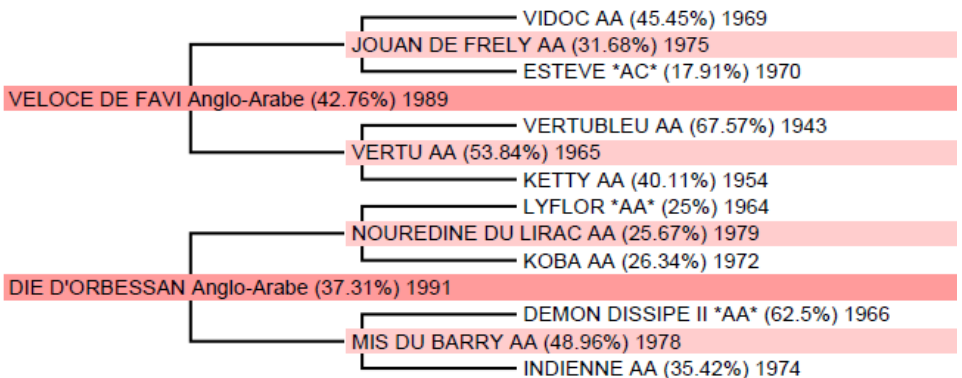 VIDOC AA (45.45%) 1969
JOUAN DE FRELY AA (31.68%) 1975
ESTEVE *AC* (17.91%) 1970
VELOCE DE FAVI Anglo-Arabe (42.76%) 1989
VERTUBLEU AA (67.57%) 1943
VERTU AA (53.84%) 1965
KETTY AA (40.11%) 1954
LYFLOR *AA* (25%) 1964
NOUREDINE DU LIRAC AA (25.67%) 1979
KOBA AA (26.34%) 1972
DIE D'ORBESSAN Anglo-Arabe (37.31%) 1991
DEMON DISSIPE II *AA* (62.5%) 1966
MIS DU BARRY AA (48.96%) 1978
INDIENNE AA (35.42%) 1974